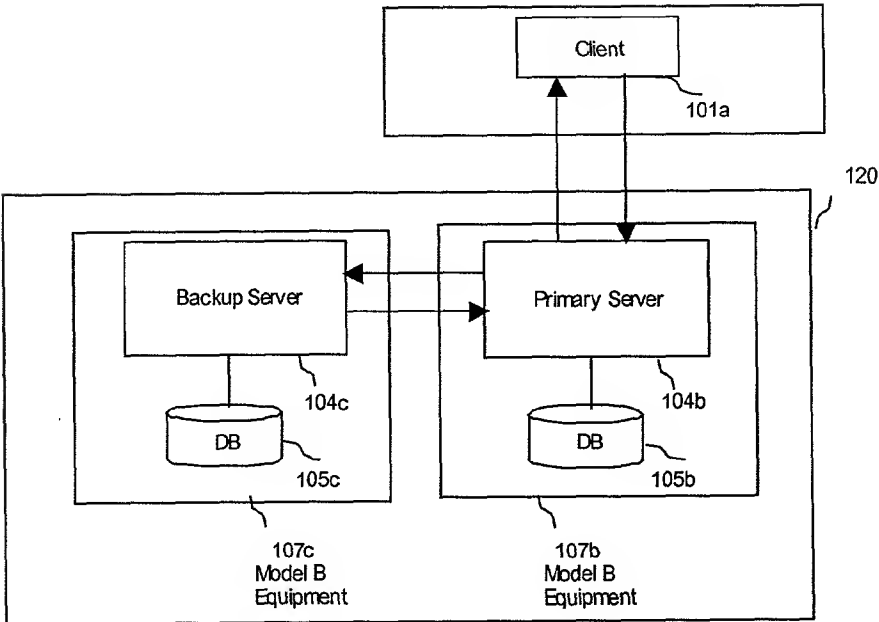 Client
101a
120
Backup Server
Primary Server
104c
104b
DB
DB
105c
105b
107c
Model B
Equipment
107b
Model B
Equipment